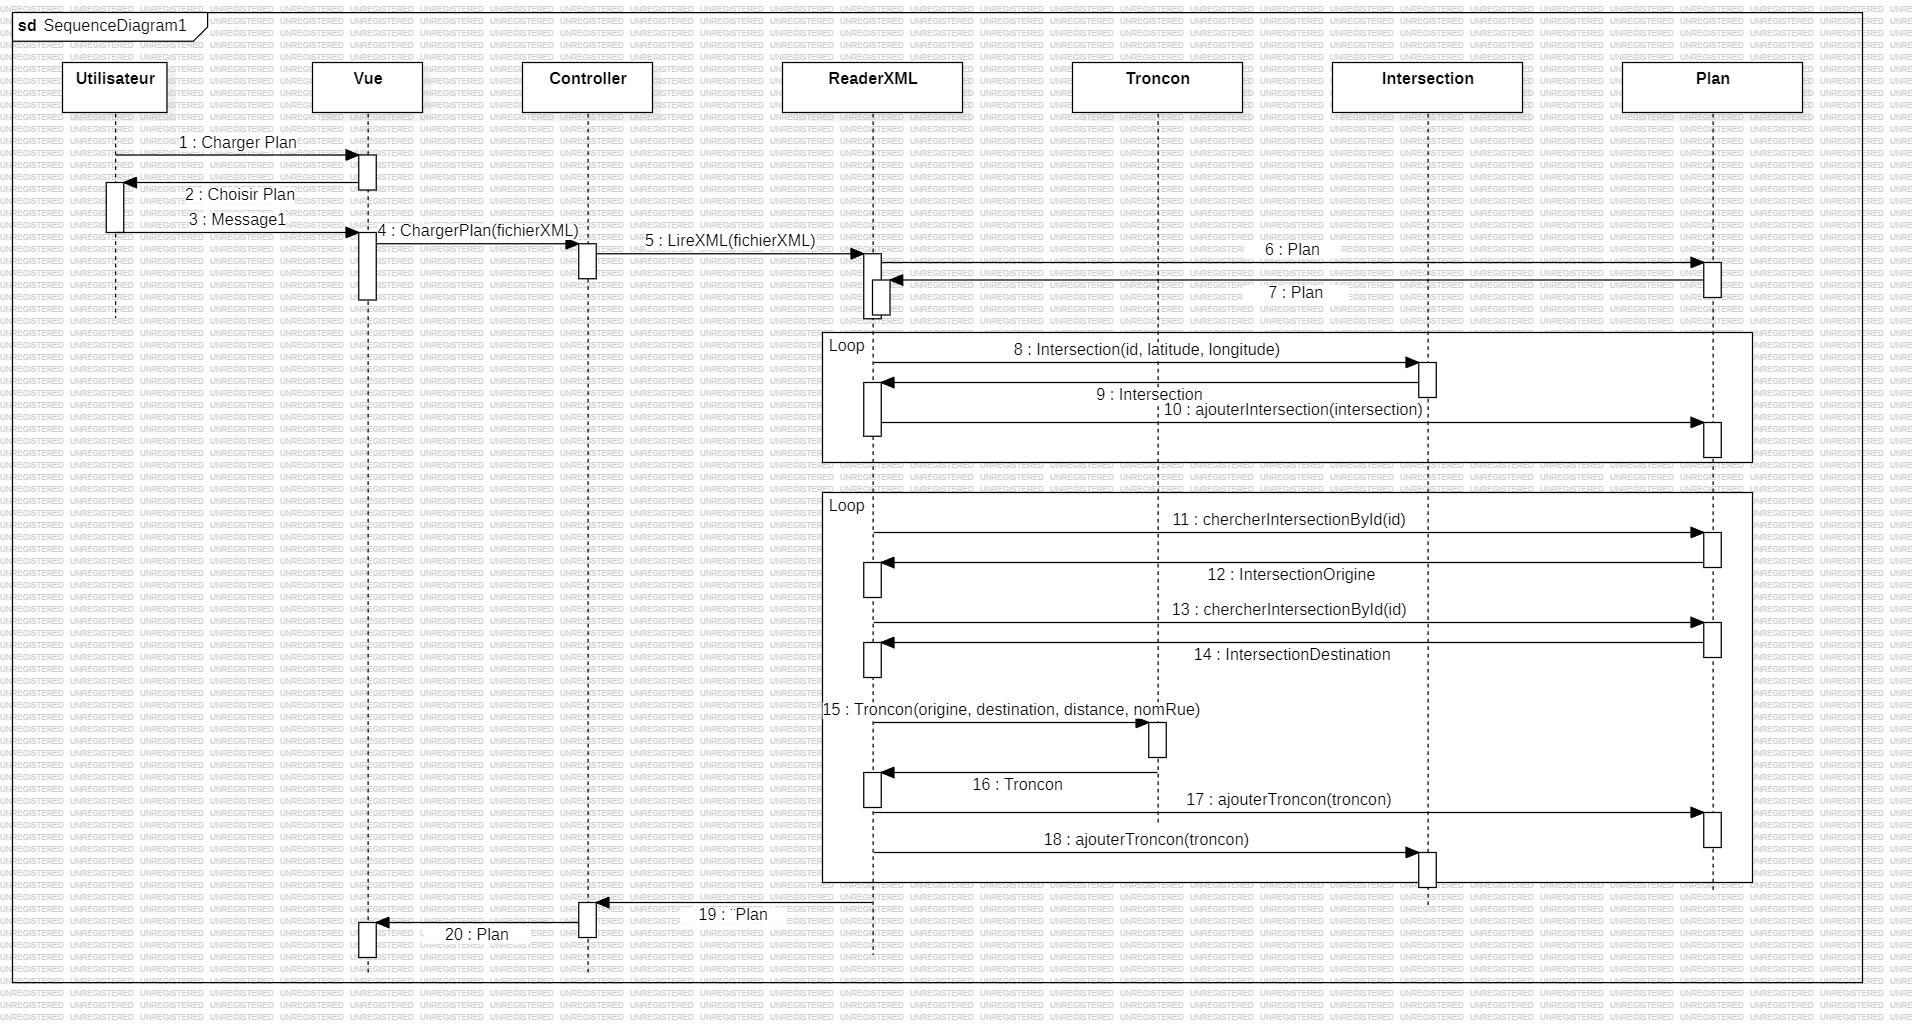 sd SequenceDiagram1
Utilisateur
Vue
Controller
ReaderXML
Troncon
Intersection
Plan
1 : Charger Plan
2 : Choisir Plan
3 : Message1
4 : ChargerPlan(fichierXML)
5 : LireXML(fichierXML)
6 : Plan
7 : Plan
Loop
8 : Intersection(id, latitude, longitude)
9 : Intersection
10 : ajouterIntersection(intersection)
Loop
11 : chercherIntersectionById(id)
12 : IntersectionOrigine
13 : chercherIntersectionById(id)
14 : IntersectionDestination
15 : Troncon(origine, destination, distance, nomRue)
16 : Troncon
17 : ajouterTroncon(troncon)
18 : ajouterTroncon(troncon)
19 : Plan
20 : Plan
UNREGISTERED